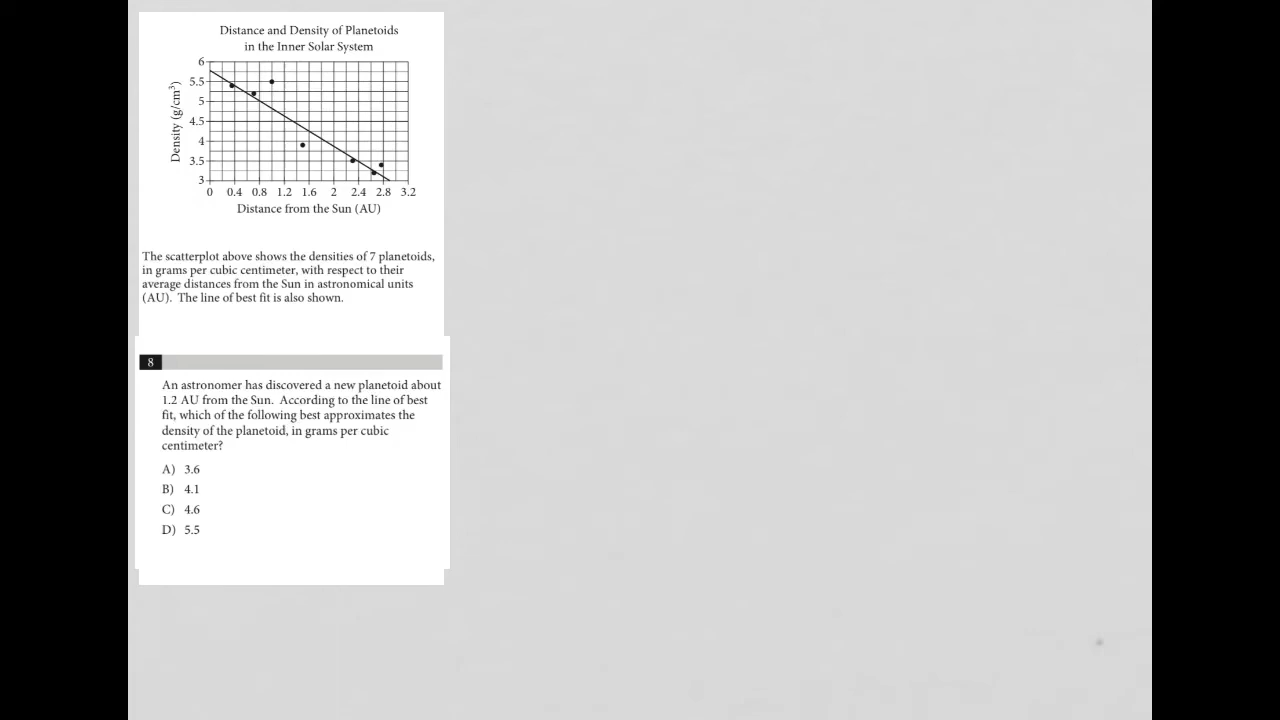 Distance and Density of Planetoids
in the Inner Solar System
6
5.5
5
4.5
4
3.5
3
Density (g/cm³)
0 0.4 0.8 1.2 1.6 2 2.4 2.8 3.2
Distance from the Sun (AU)
The scatterplot above shows the densities of 7 planetoids,
in grams per cubic centimeter, with respect to their
average distances from the Sun in astronomical units
(AU). The line of best fit is also shown.
8
An astronomer has discovered a new planetoid about
1.2 AU from the Sun. According to the line of best
fit, which of the following best approximates the
density of the planetoid, in grams per cubic
centimeter?
A) 3.6
B) 4.1
C) 4.6
D) 5.5